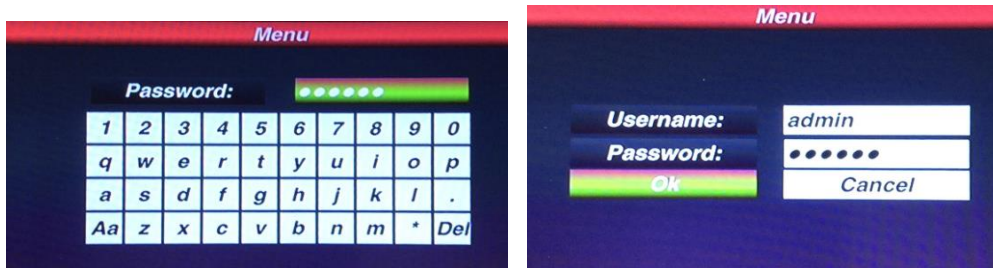 Menu
Password: ••••••
1 2 3 4 5 6 7 8 9 0
q w e r t y u i o p
a s d f g h j k l .
Aa z x c v b n m * Del
Menu
Username: admin
Password: ••••••
Ok Cancel